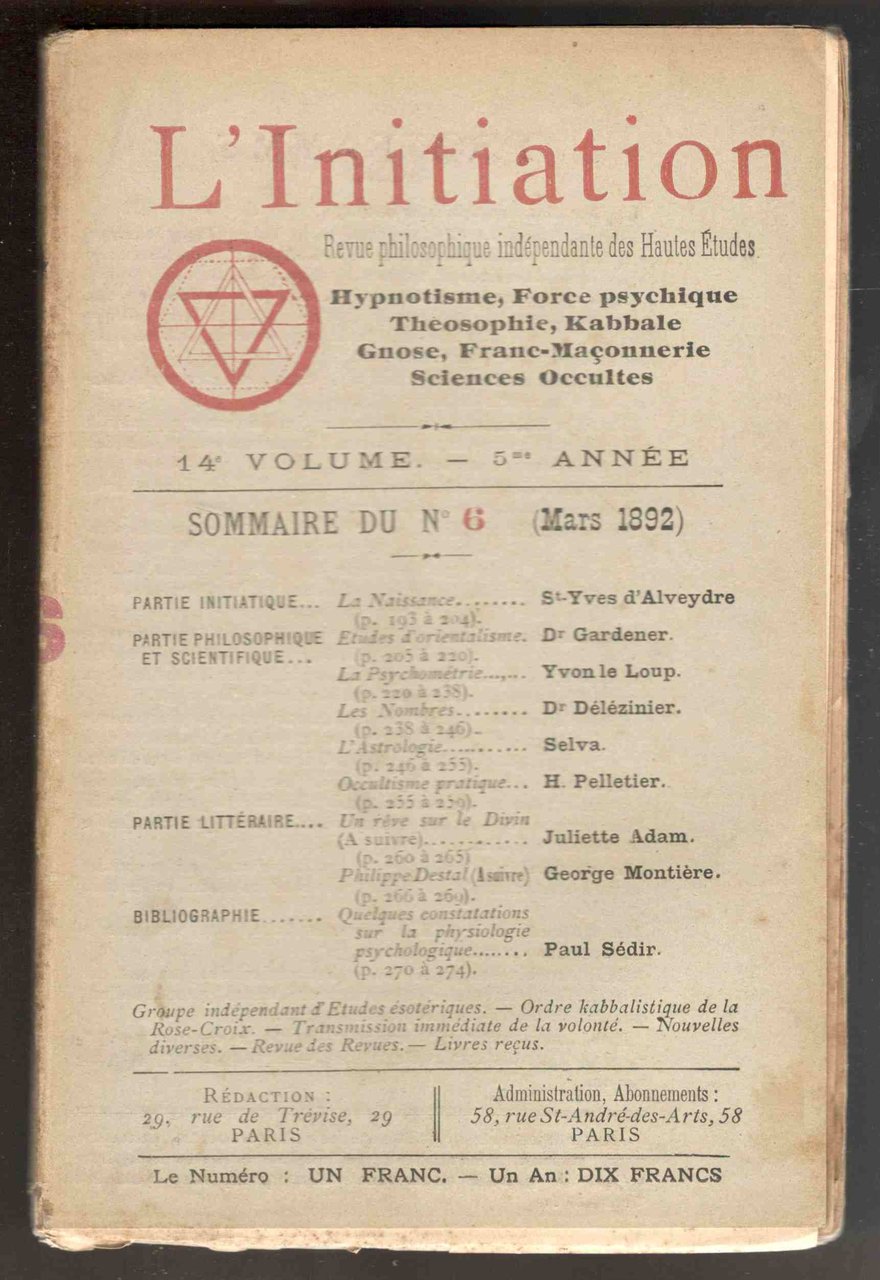 L'Initiation
Revue philosophique indépendante des Hautes Études.
Hypnotisme, Force psychique
Théosophie, Kabbale
Gnose, Franc-Maçonnerie
Sciences Occultes
14e VOLUME. — 5me ANNÉE
SOMMAIRE DU No 6 (Mars 1892)
PARTIE INITIATIQUE... La Naissance........ St-Yves d'Alveydre
(p. 193 à 204).
PARTIE PHILOSOPHIQUE Etudes d'orientalisme. Dr Gardener.
ET SCIENTIFIQUE... (p. 205 à 220).
La Psychométrie...,... Yvon le Loup.
(p. 220 à 238).
Les Nombres........ Dr Délézinier.
(p. 238 à 246).
L'Astrologie........... Selva.
(p. 246 à 255).
Occultisme pratique... H. Pelletier.
(p. 255 à 259).
PARTIE LITTÉRAIRE.... Un rêve sur le Divin
(A suivre)............ Juliette Adam.
(p. 260 à 265)
Philippe Destal (A suivre) George Montière.
(p. 266 à 269).
BIBLIOGRAPHIE....... Quelques constatations
sur la physiologie
psychologique........ Paul Sédir.
(p. 270 à 274).
Groupe indépendant d'Etudes ésotériques. — Ordre kabbalistique de la
Rose-Croix. — Transmission immédiate de la volonté. — Nouvelles
diverses. — Revue des Revues. — Livres reçus.
RÉDACTION :
29, rue de Trévise, 29
PARIS
Administration, Abonnements :
58, rue St-André-des-Arts, 58
PARIS
Le Numéro : UN FRANC. — Un An : DIX FRANCS